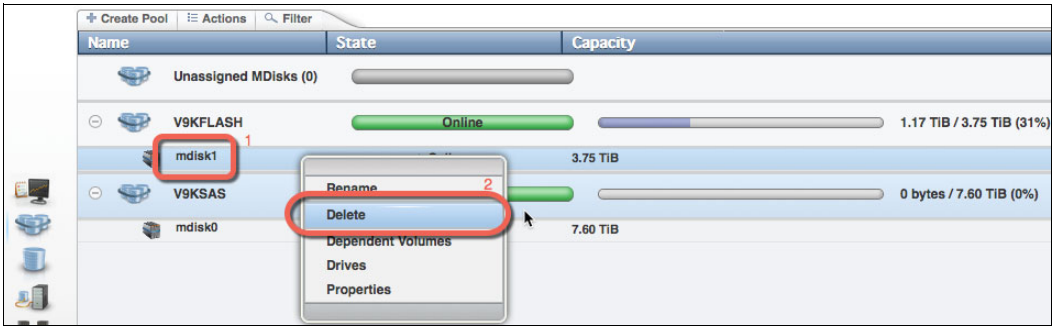 Create Pool Actions Filter
Name State Capacity
Unassigned MDisks (0)
V9KFLASH Online 1.17 TiB / 3.75 TiB (31%)
1
mdisk1 3.75 TiB
Rename 2
V9KSAS 0 bytes / 7.60 TiB (0%)
Delete
mdisk0 7.60 TiB
Dependent Volumes
Drives
Properties